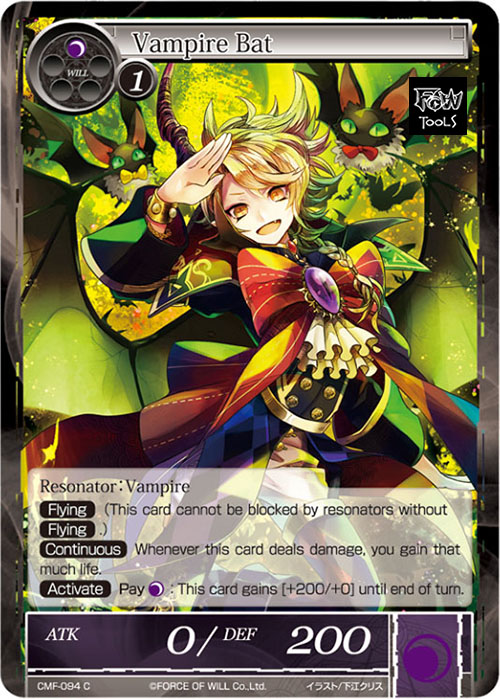 Vampire Bat
WILL
1
FOW
TOOLS
Resonator：Vampire
Flying (This card cannot be blocked by resonators without
Flying .)
Continuous Whenever this card deals damage, you gain that
much life.
Activate Pay : This card gains [+200/+0] until end of turn.
ATK 0 / DEF 200
CMF-094 C ©FORCE OF WILL Co.,Ltd. イラスト/下江クリス